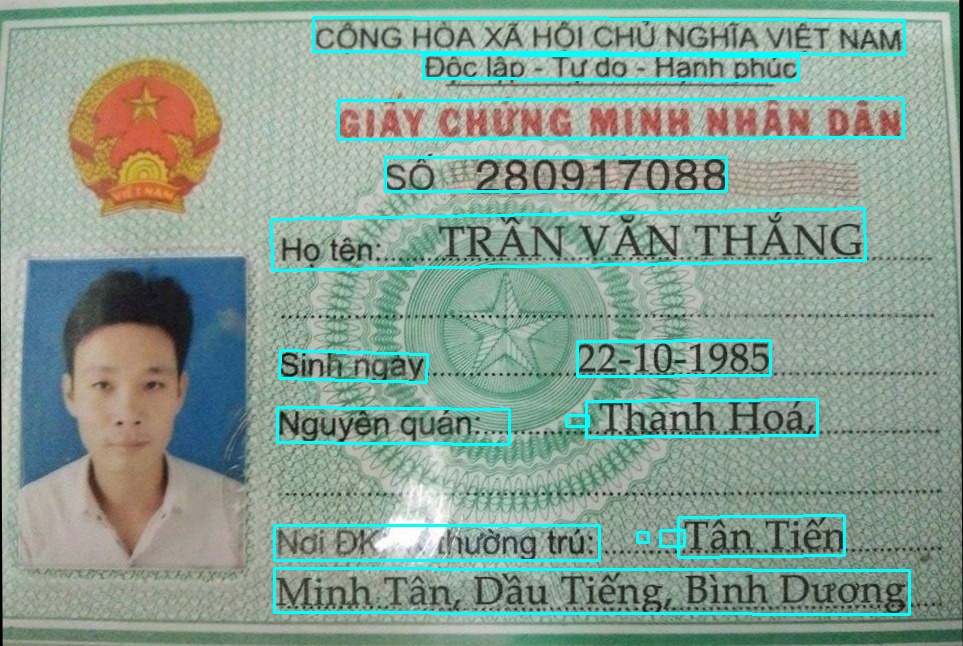 CỘNG HÒA XÃ HỘI CHỦ NGHĨA VIỆT NAM
Độc lập - Tự do - Hạnh phúc
GIẤY CHỨNG MINH NHÂN DÂN
SỐ 280917088
Họ tên: TRẦN VĂN THẮNG
Sinh ngày 22-10-1985
Nguyên quán: Thanh Hoá,
Nơi ĐK thường trú: Tân Tiến
Minh Tân, Dầu Tiếng, Bình Dương
VIỆT NAM